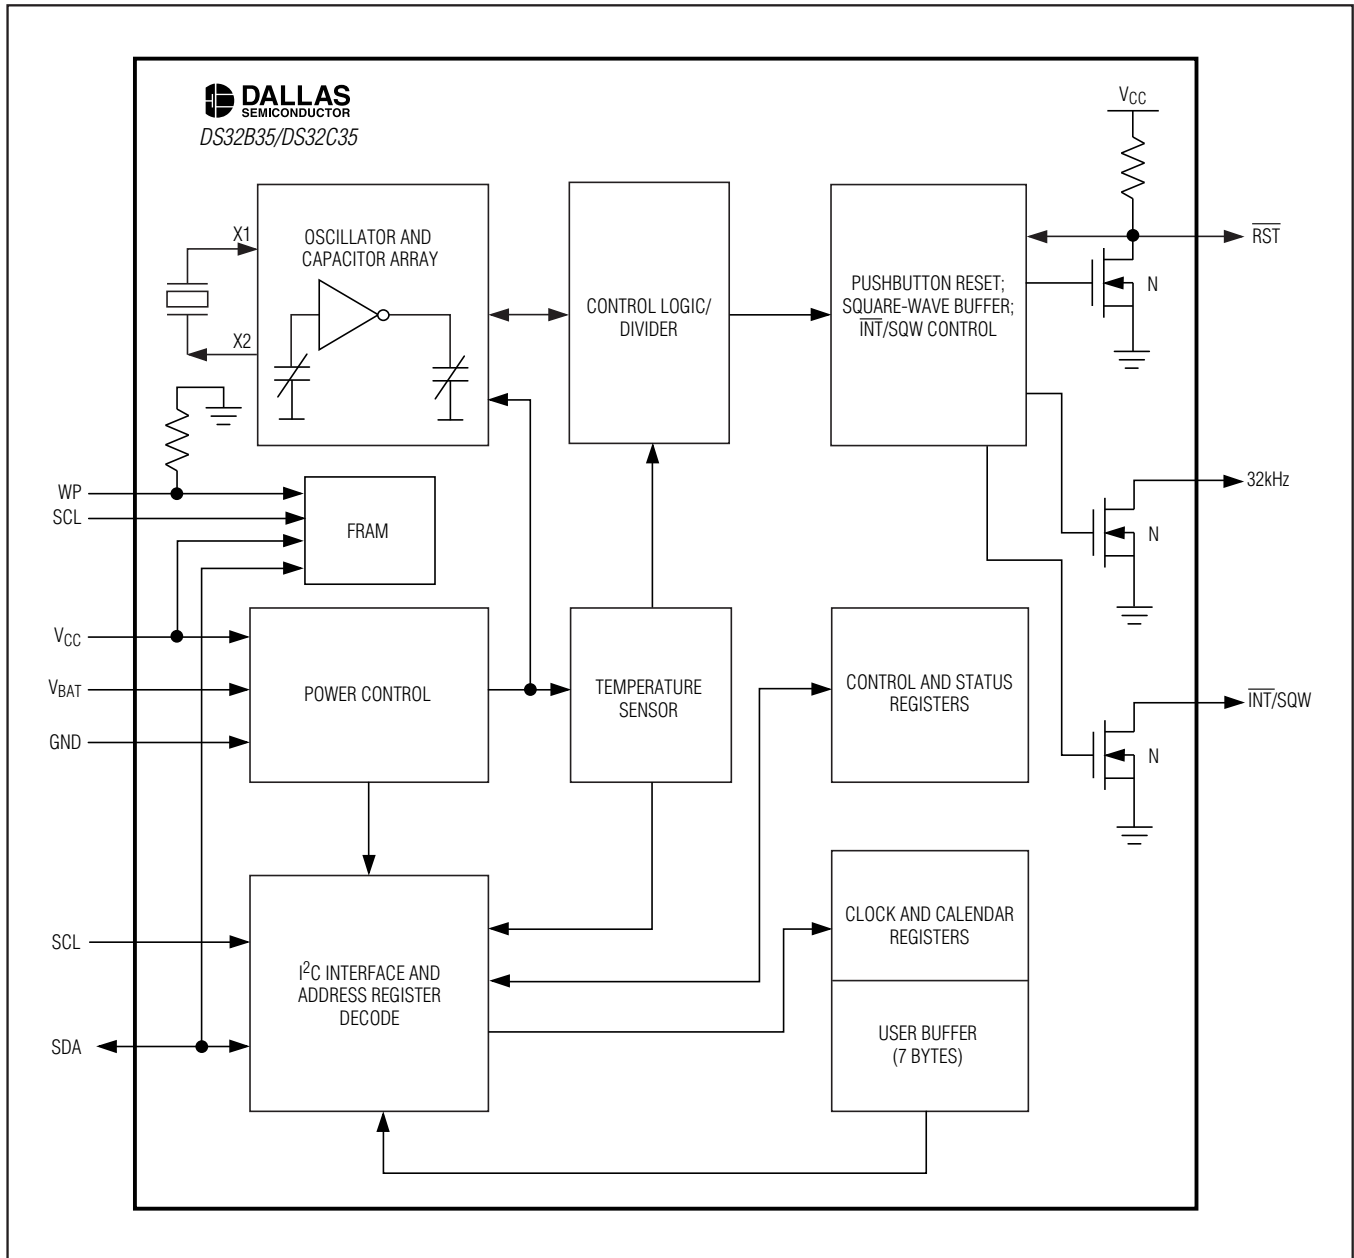 DALLAS
SEMICONDUCTOR
DS32B35/DS32C35
VCC
X1
OSCILLATOR AND
CAPACITOR ARRAY
X2
CONTROL LOGIC/
DIVIDER
PUSHBUTTON RESET;
SQUARE-WAVE BUFFER;
INT/SQW CONTROL
RST
N
WP
SCL
FRAM
32kHz
N
VCC
VBAT
GND
POWER CONTROL
TEMPERATURE
SENSOR
CONTROL AND STATUS
REGISTERS
INT/SQW
N
SCL
SDA
I2C INTERFACE AND
ADDRESS REGISTER
DECODE
CLOCK AND CALENDAR
REGISTERS
USER BUFFER
(7 BYTES)